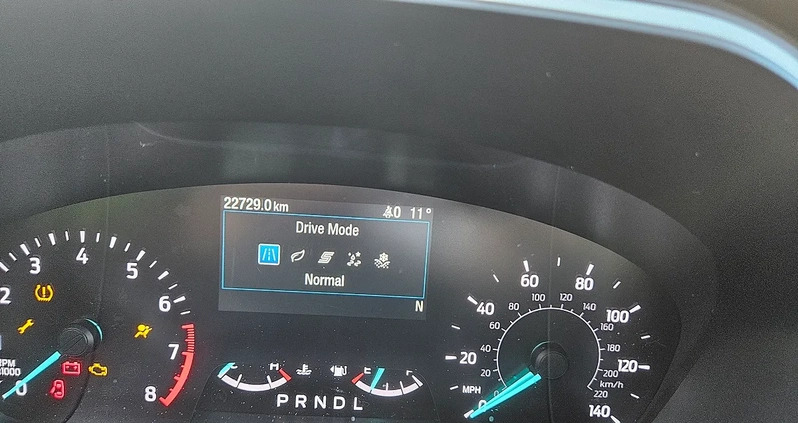 22729.0 km 0 11°
Drive Mode
Normal
N
2 3 4 5 6 7 8
0
RPM
x1000
C H E F
PRNDL
0 20 40 60 80 100 120 140
MPH
20 40 60 80 100 120 140 160 180 200 220
km/h